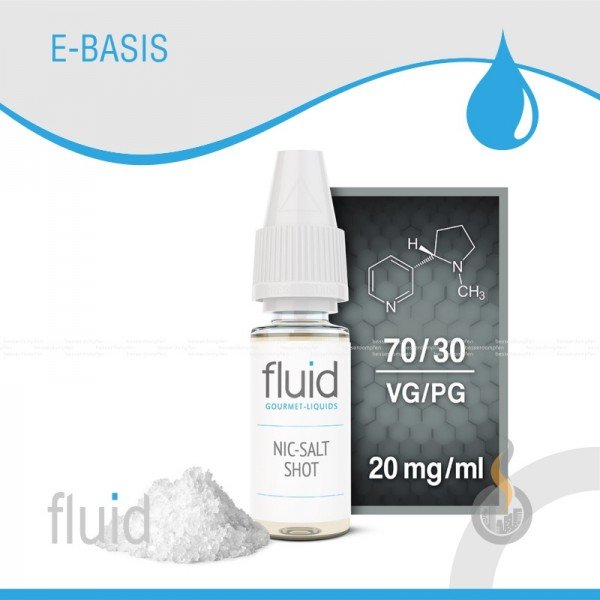 E-BASIS
H
N
N
CH3
70/30
VG/PG
20 mg/ml
fluid
GOURMET-LIQUIDS
NIC-SALT
SHOT
fluid